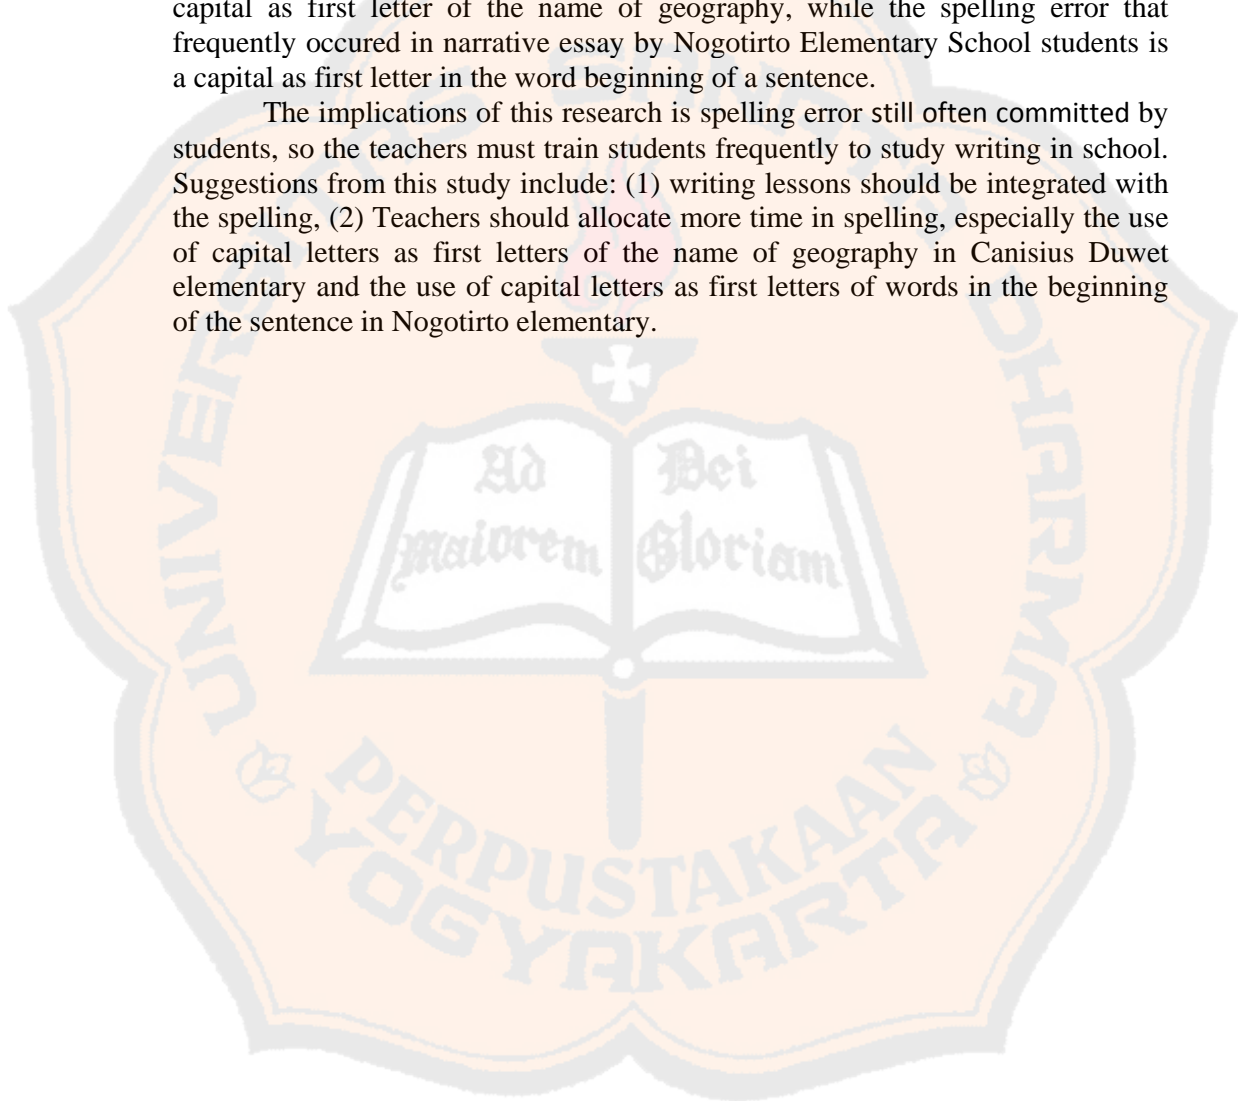 capital as first letter of the name of geography, while the spelling error that
frequently occured in narrative essay by Nogotirto Elementary School students is
a capital as first letter in the word beginning of a sentence.
The implications of this research is spelling error still often committed by
students, so the teachers must train students frequently to study writing in school.
Suggestions from this study include: (1) writing lessons should be integrated with
the spelling, (2) Teachers should allocate more time in spelling, especially the use
of capital letters as first letters of the name of geography in Canisius Duwet
elementary and the use of capital letters as first letters of words in the beginning
of the sentence in Nogotirto elementary.
UNIVERSITAS SANATA DHARMA
Ad Dei
maiorem Gloriam
PERPUSTAKAAN
YOGYAKARTA